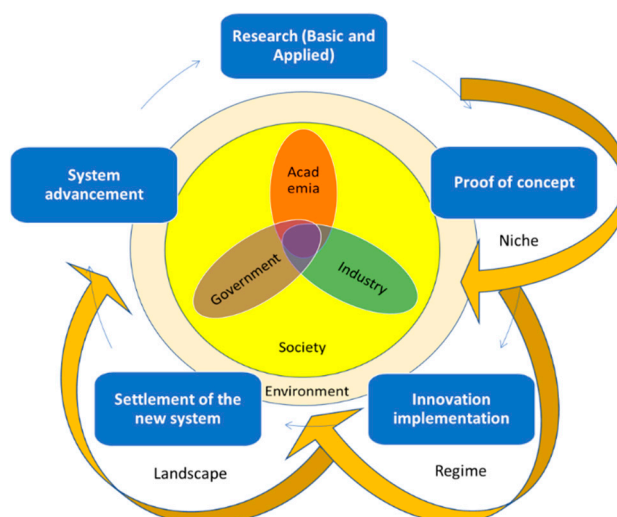 Research (Basic and
Applied)
System
advancement
Acad
emia
Proof of concept
Niche
Government
Industry
Society
Environment
Settlement of the
new system
Innovation
implementation
Landscape
Regime